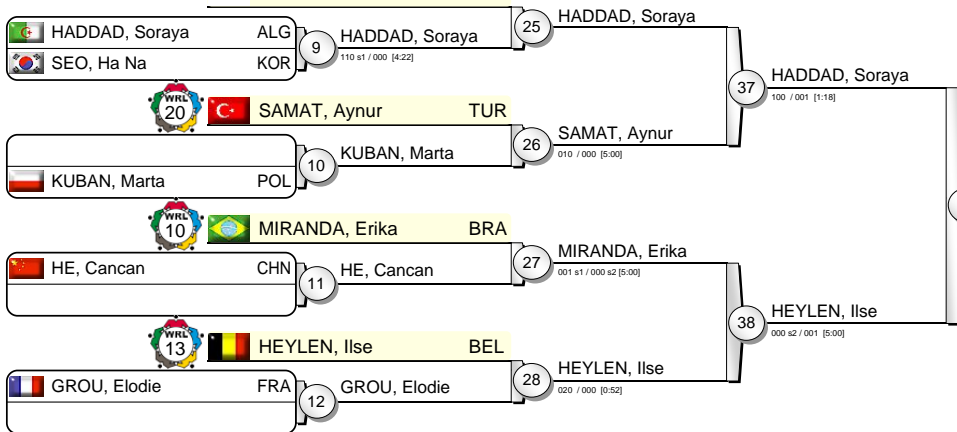 HADDAD, Soraya ALG
SEO, Ha Na KOR
9
HADDAD, Soraya
110 s1 / 000 [4:22]
25
HADDAD, Soraya
WRL
20
SAMAT, Aynur TUR
KUBAN, Marta POL
10
KUBAN, Marta
26
SAMAT, Aynur
010 / 000 [5:00]
37
HADDAD, Soraya
100 / 001 [1:18]
WRL
10
MIRANDA, Erika BRA
HE, Cancan CHN
11
HE, Cancan
27
MIRANDA, Erika
001 s1 / 000 s2 [5:00]
WRL
13
HEYLEN, Ilse BEL
GROU, Elodie FRA
12
GROU, Elodie
28
HEYLEN, Ilse
020 / 000 [0:52]
38
HEYLEN, Ilse
000 s2 / 001 [5:00]